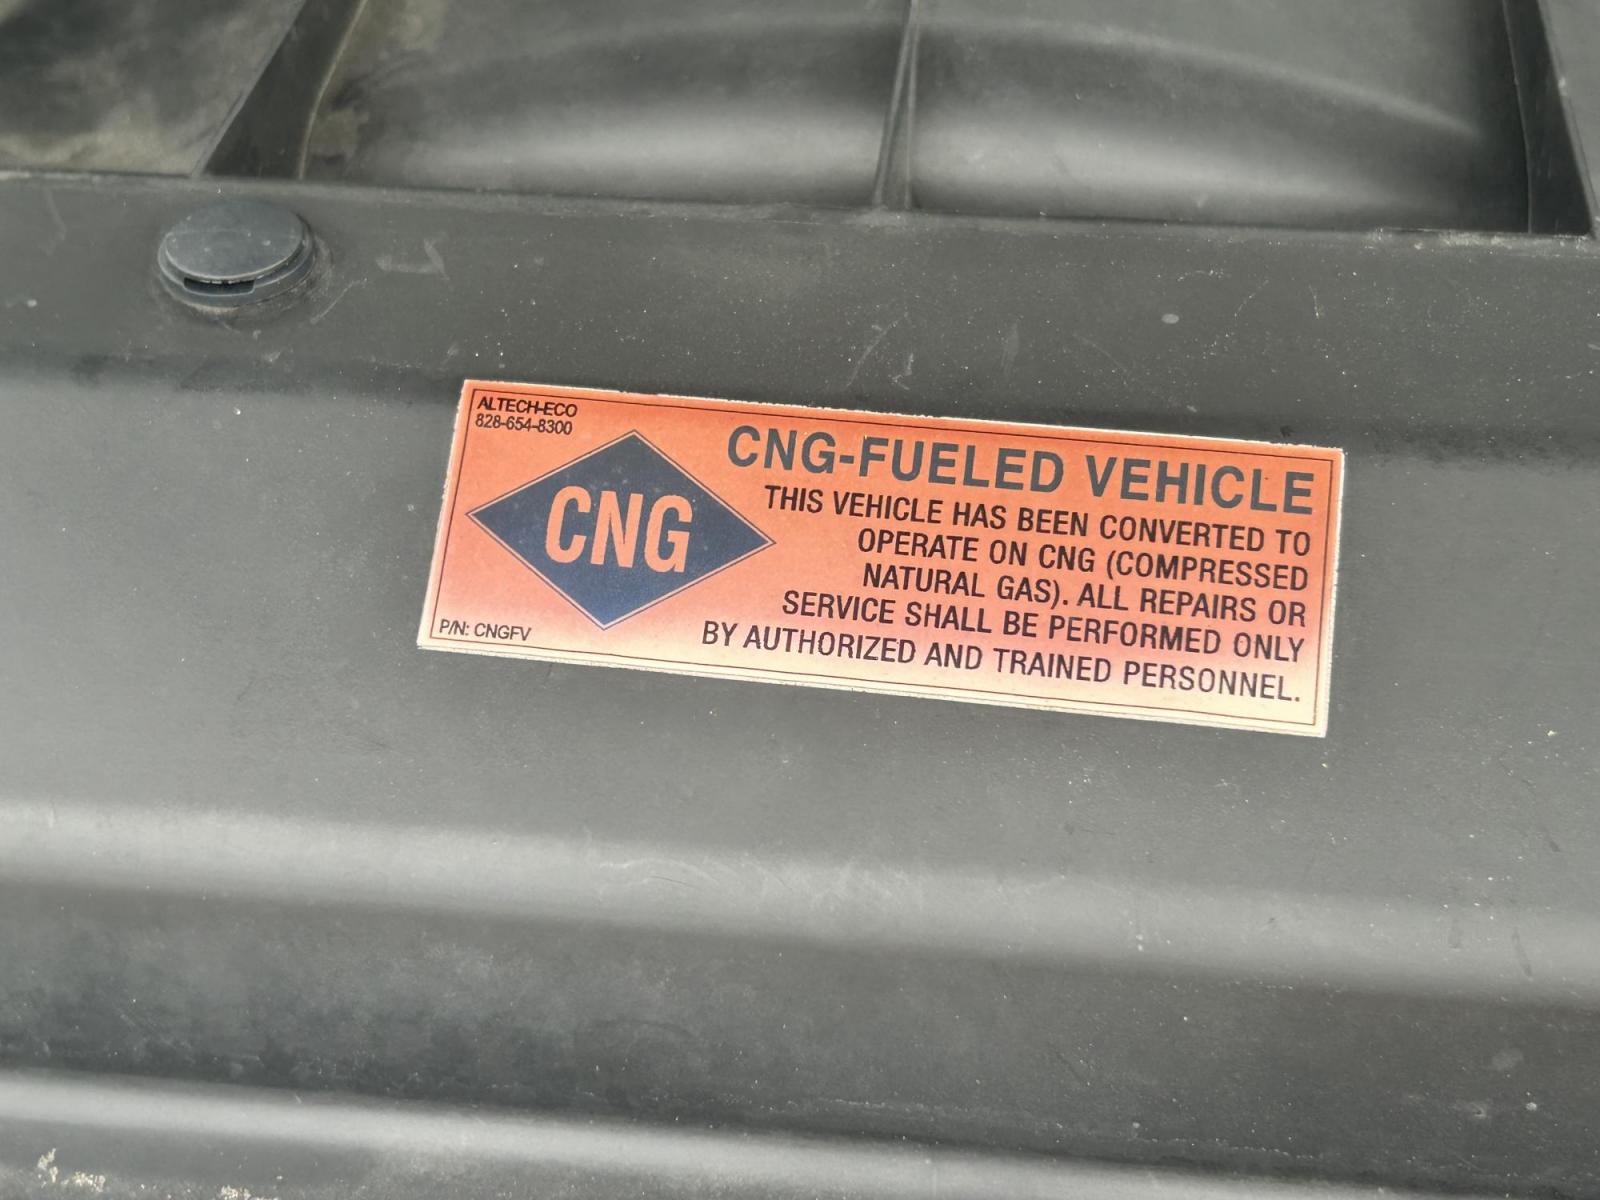 ALTECH-ECO
828-654-8300
CNG
P/N: CNGFV
CNG-FUELED VEHICLE
THIS VEHICLE HAS BEEN CONVERTED TO
OPERATE ON CNG (COMPRESSED
NATURAL GAS). ALL REPAIRS OR
SERVICE SHALL BE PERFORMED ONLY
BY AUTHORIZED AND TRAINED PERSONNEL.